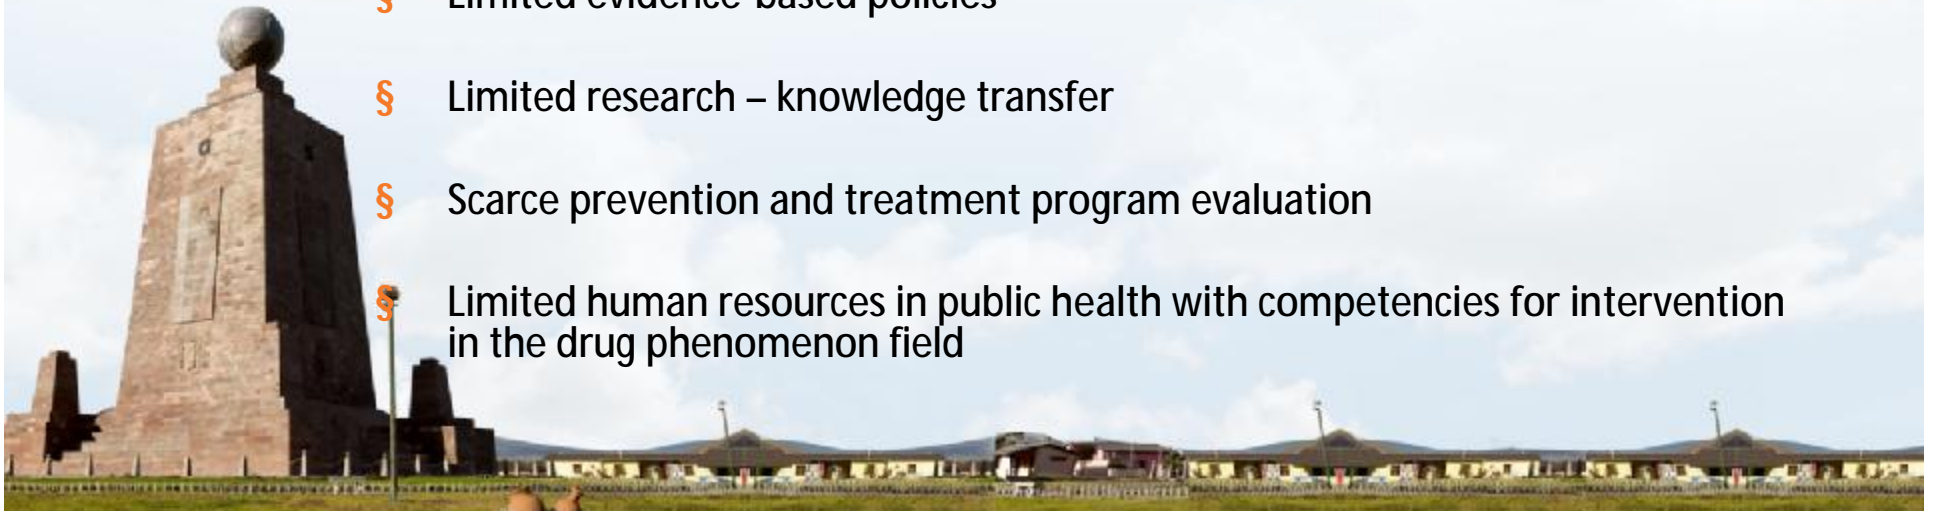 § Limited evidence-based policies
§ Limited research – knowledge transfer
§ Scarce prevention and treatment program evaluation
§ Limited human resources in public health with competencies for intervention
in the drug phenomenon field